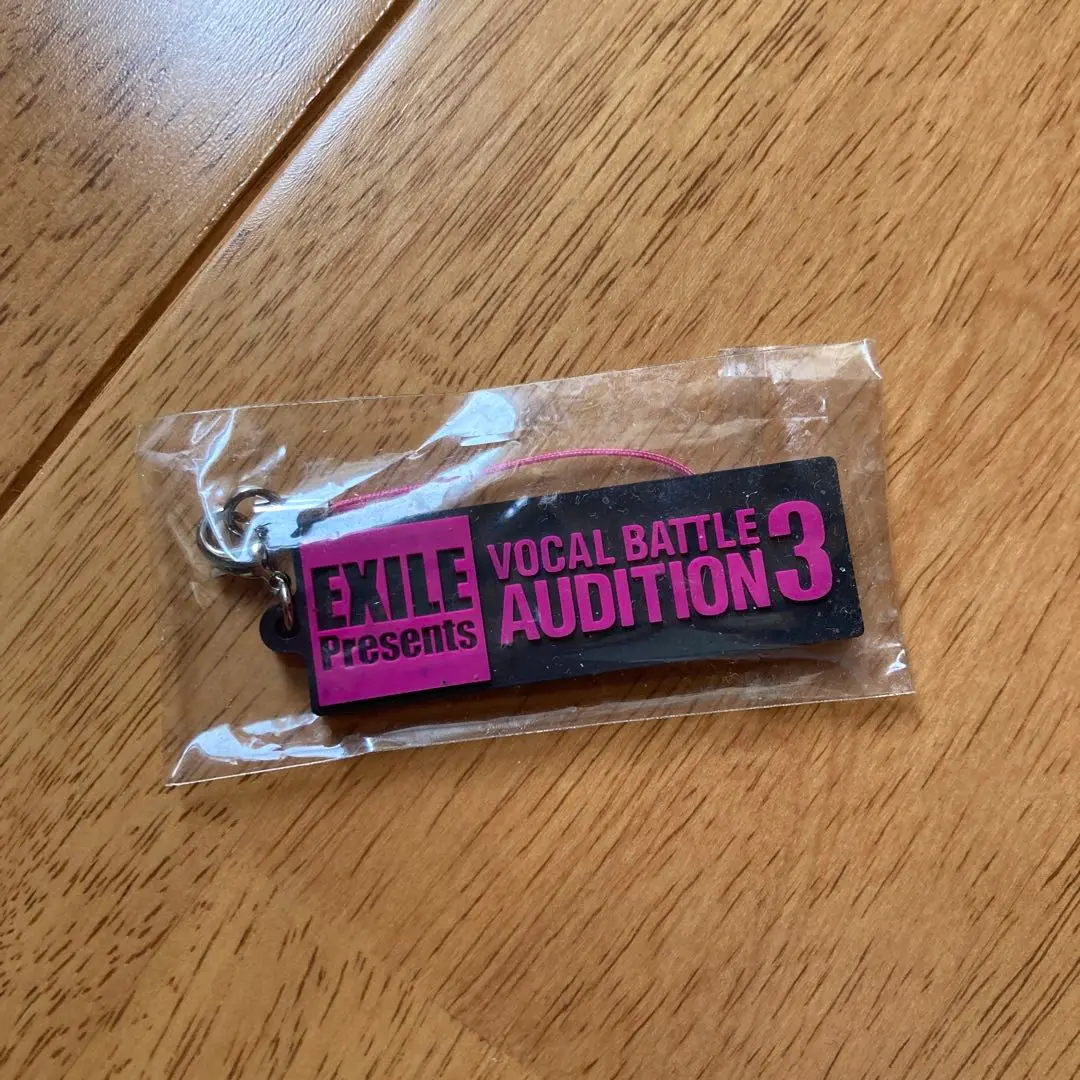 EXILE
Presents
VOCAL BATTLE
AUDITION 3